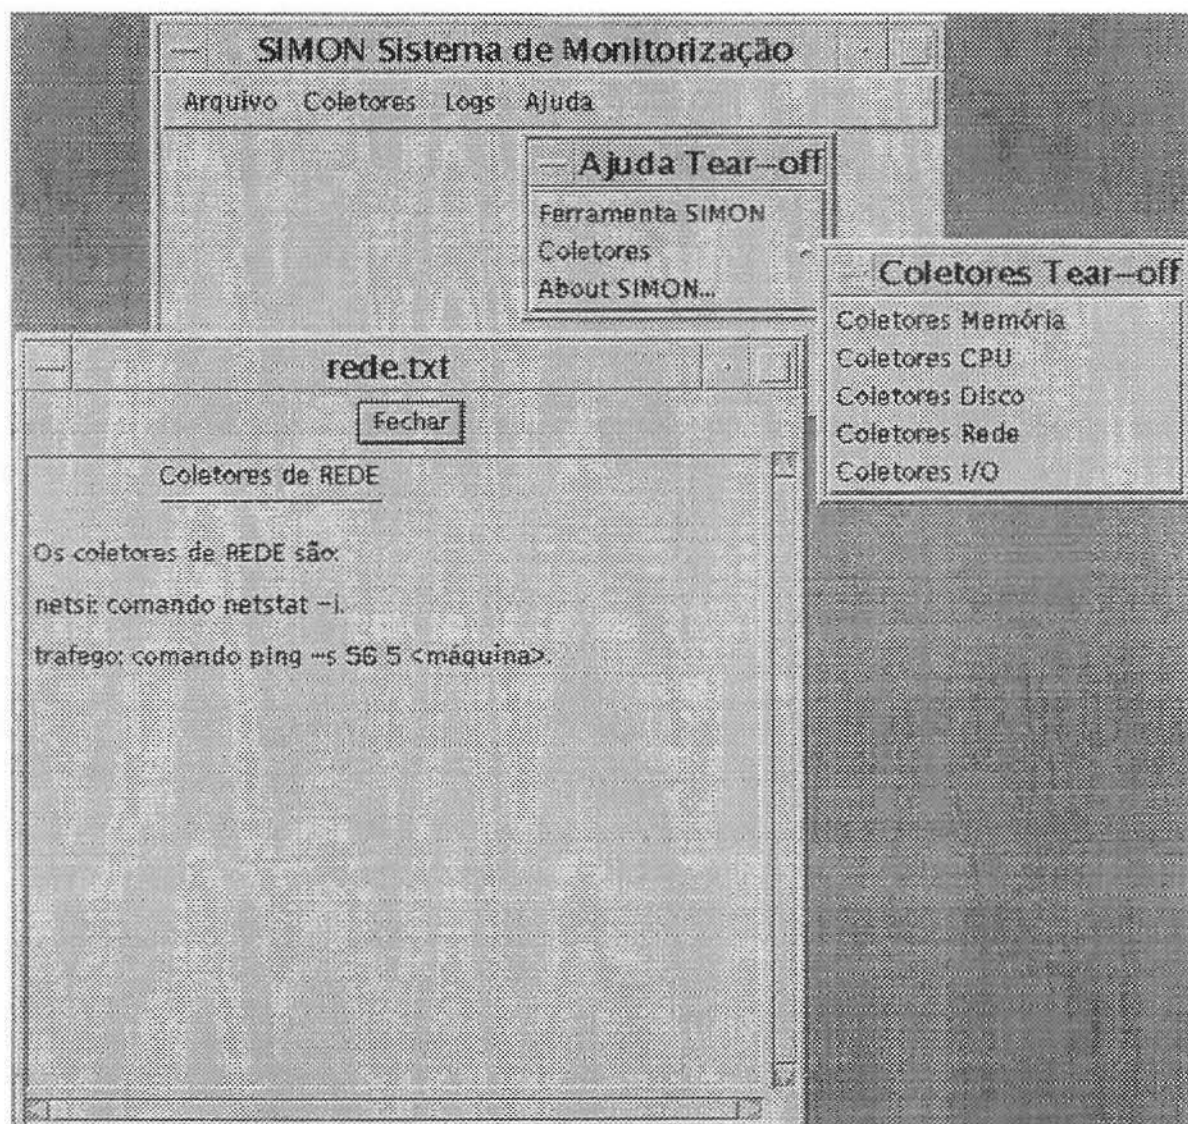 SIMON Sistema de Monitorização
Arquivo Coletores Logs Ajuda
Ajuda Tear-off
Ferramenta SIMON
Coletores
About SIMON...
Coletores Tear-off
Coletores Memória
Coletores CPU
Coletores Disco
Coletores Rede
Coletores I/O
rede.txt
Fechar
Coletores de REDE
Os coletores de REDE são:
netsi: comando netstat -i.
trafego: comando ping -s 56 5 <máquina>.